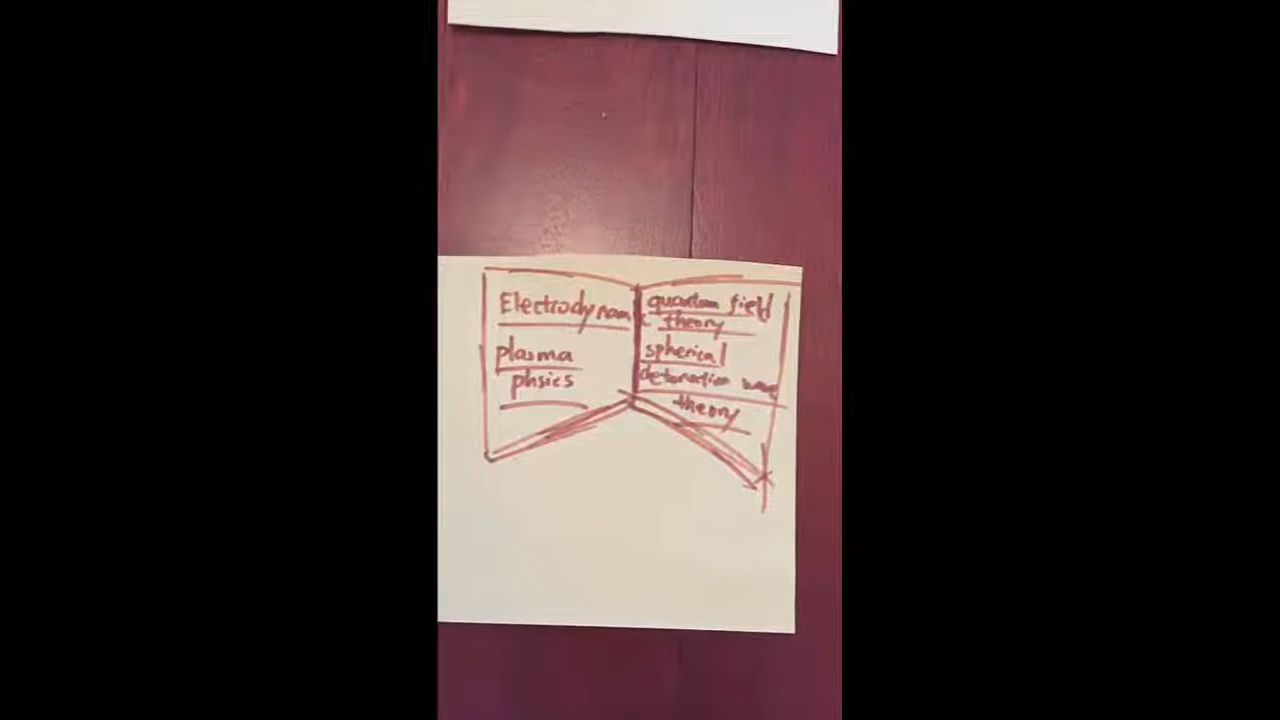 Electrodynamic
plasma
phsics
quantum field
theory
spherical
detonation wave
theory